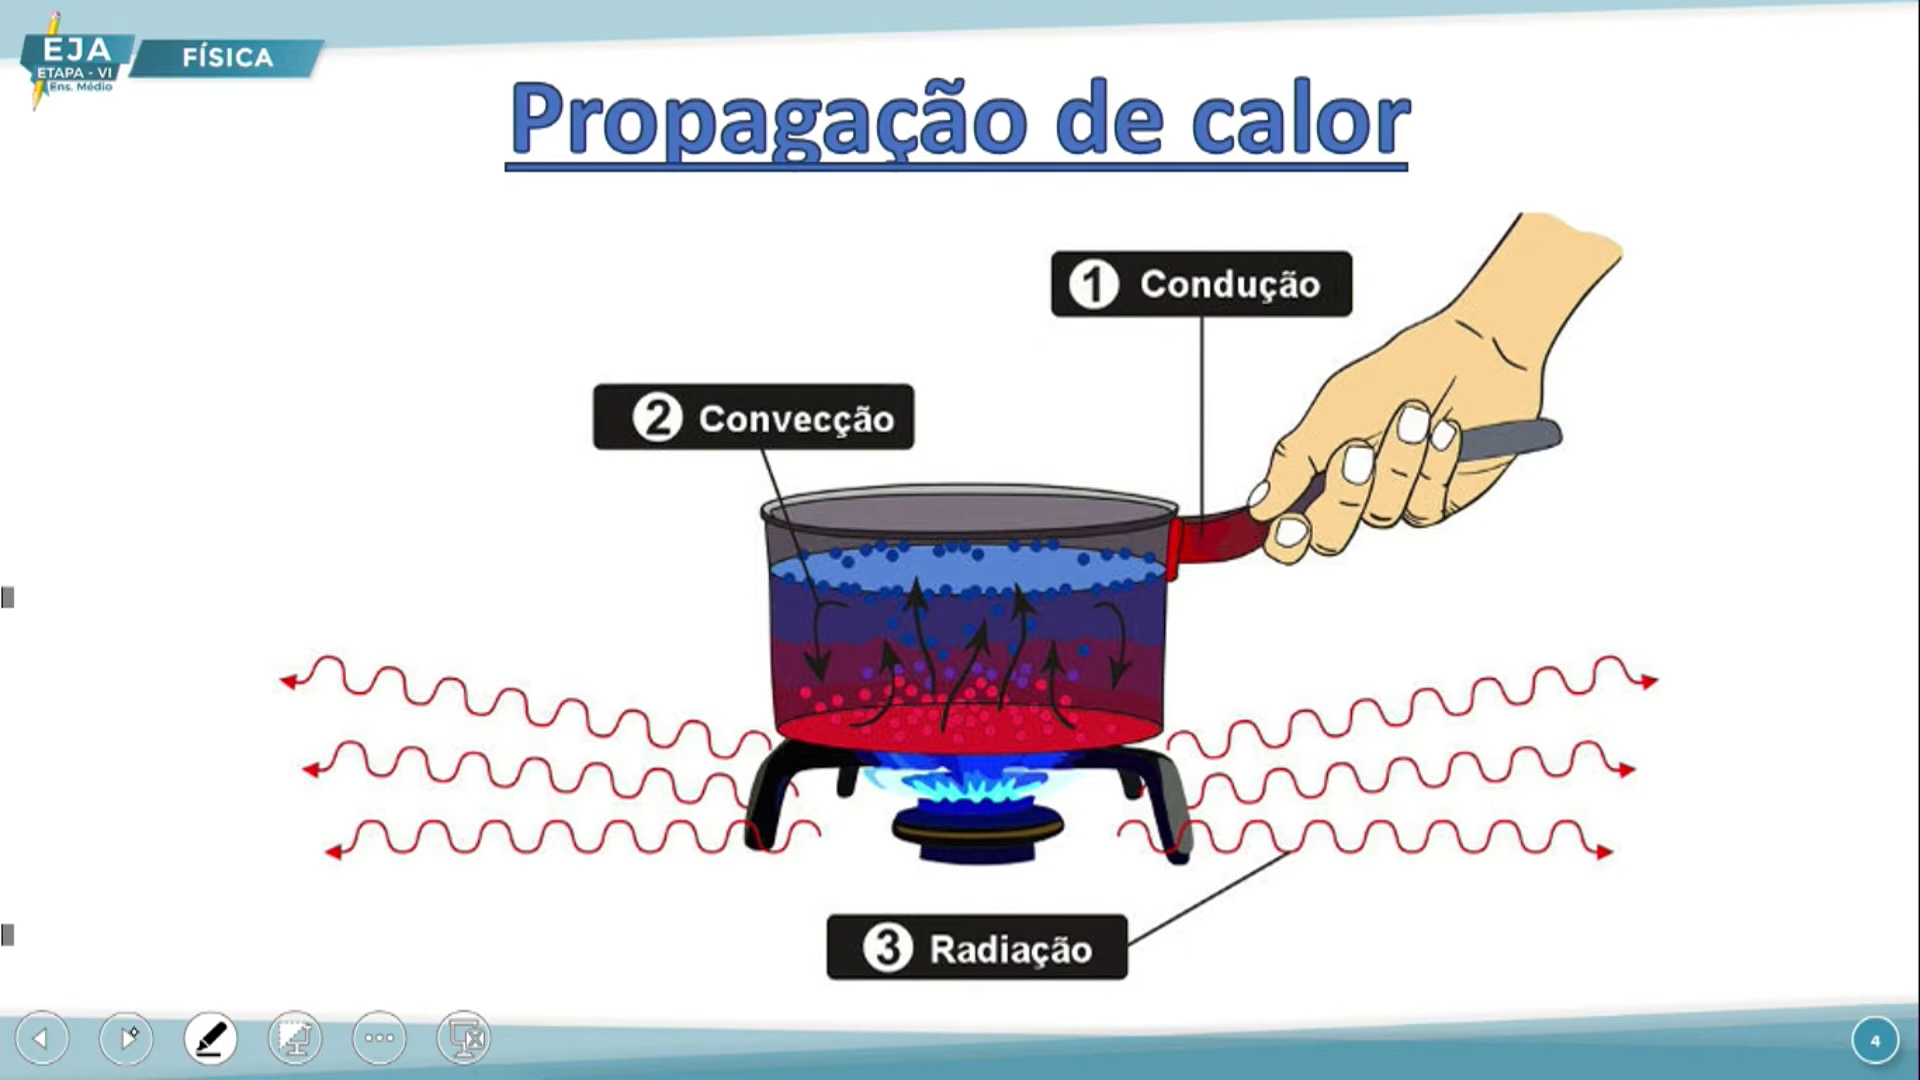 EJA
ETAPA - VI
Ens. Médio
FÍSICA
Propagação de calor
1 Condução
2 Convecção
3 Radiação
4